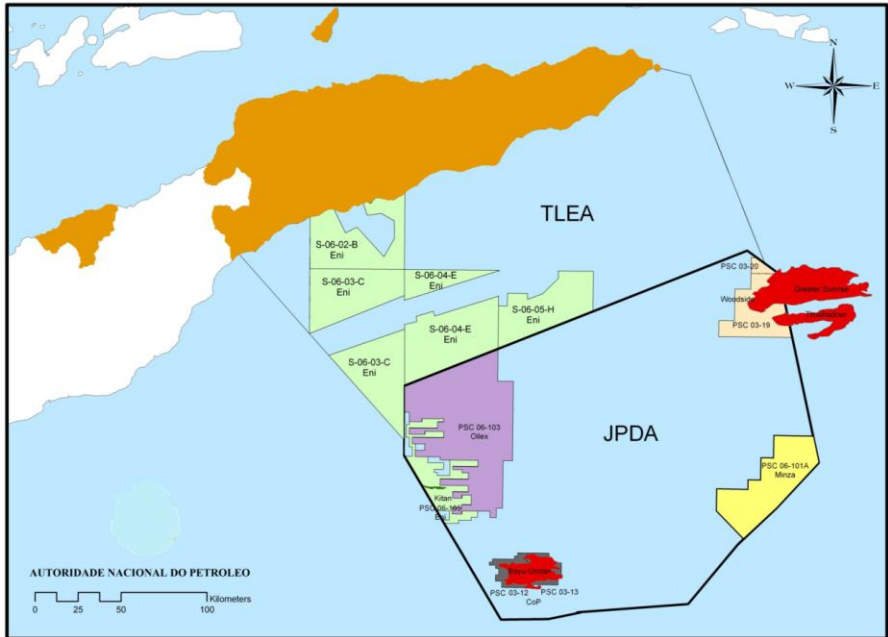 N
W E
S
TLEA
S-06-02-B
Eni
S-06-03-C
Eni
S-06-04-E
Eni
S-06-05-H
Eni
S-06-04-E
Eni
S-06-03-C
Eni
PSC 03-20
Greater Sunrise
Woodside
Troubadour
PSC 03-19
JPDA
PSC 06-103
Oilex
PSC 06-101A
Minza
Kitan
PSC 06-105
Eni
Bayu-Undan
PSC 03-12
PSC 03-13
CoP
AUTORIDADE NACIONAL DO PETROLEO
Kilometers
0 25 50 100